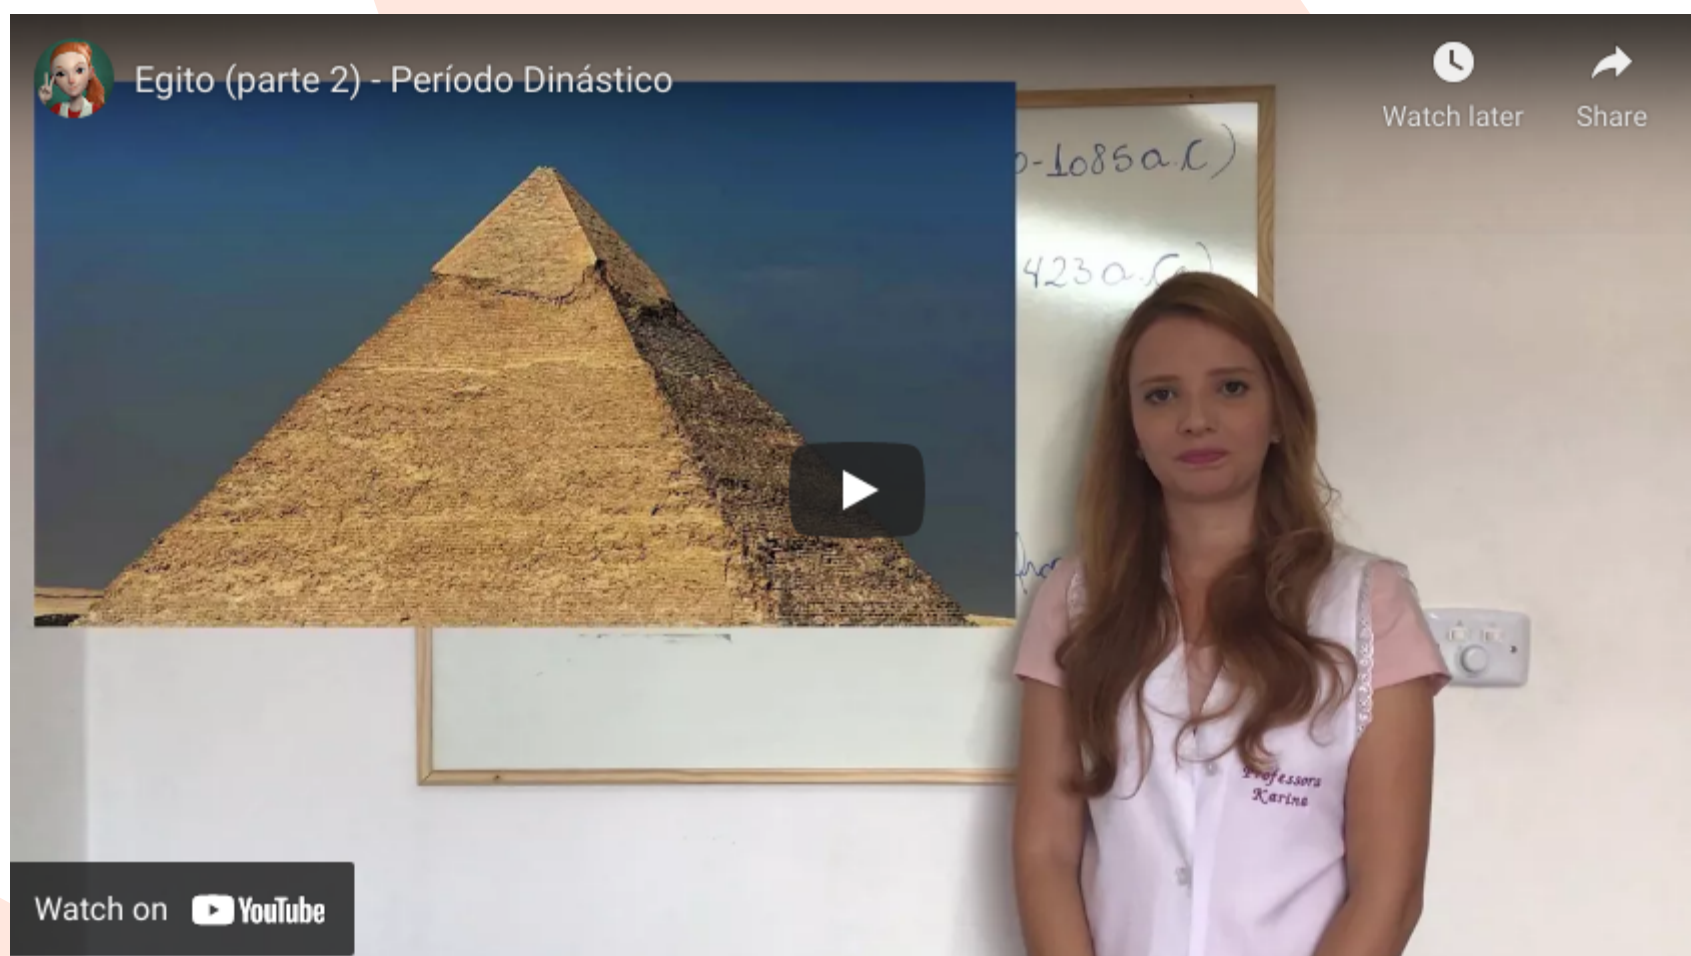 Egito (parte 2) - Período Dinástico
Watch later
Share
-1085 a.C)
423 a.C
Professora
Karina
Watch on YouTube